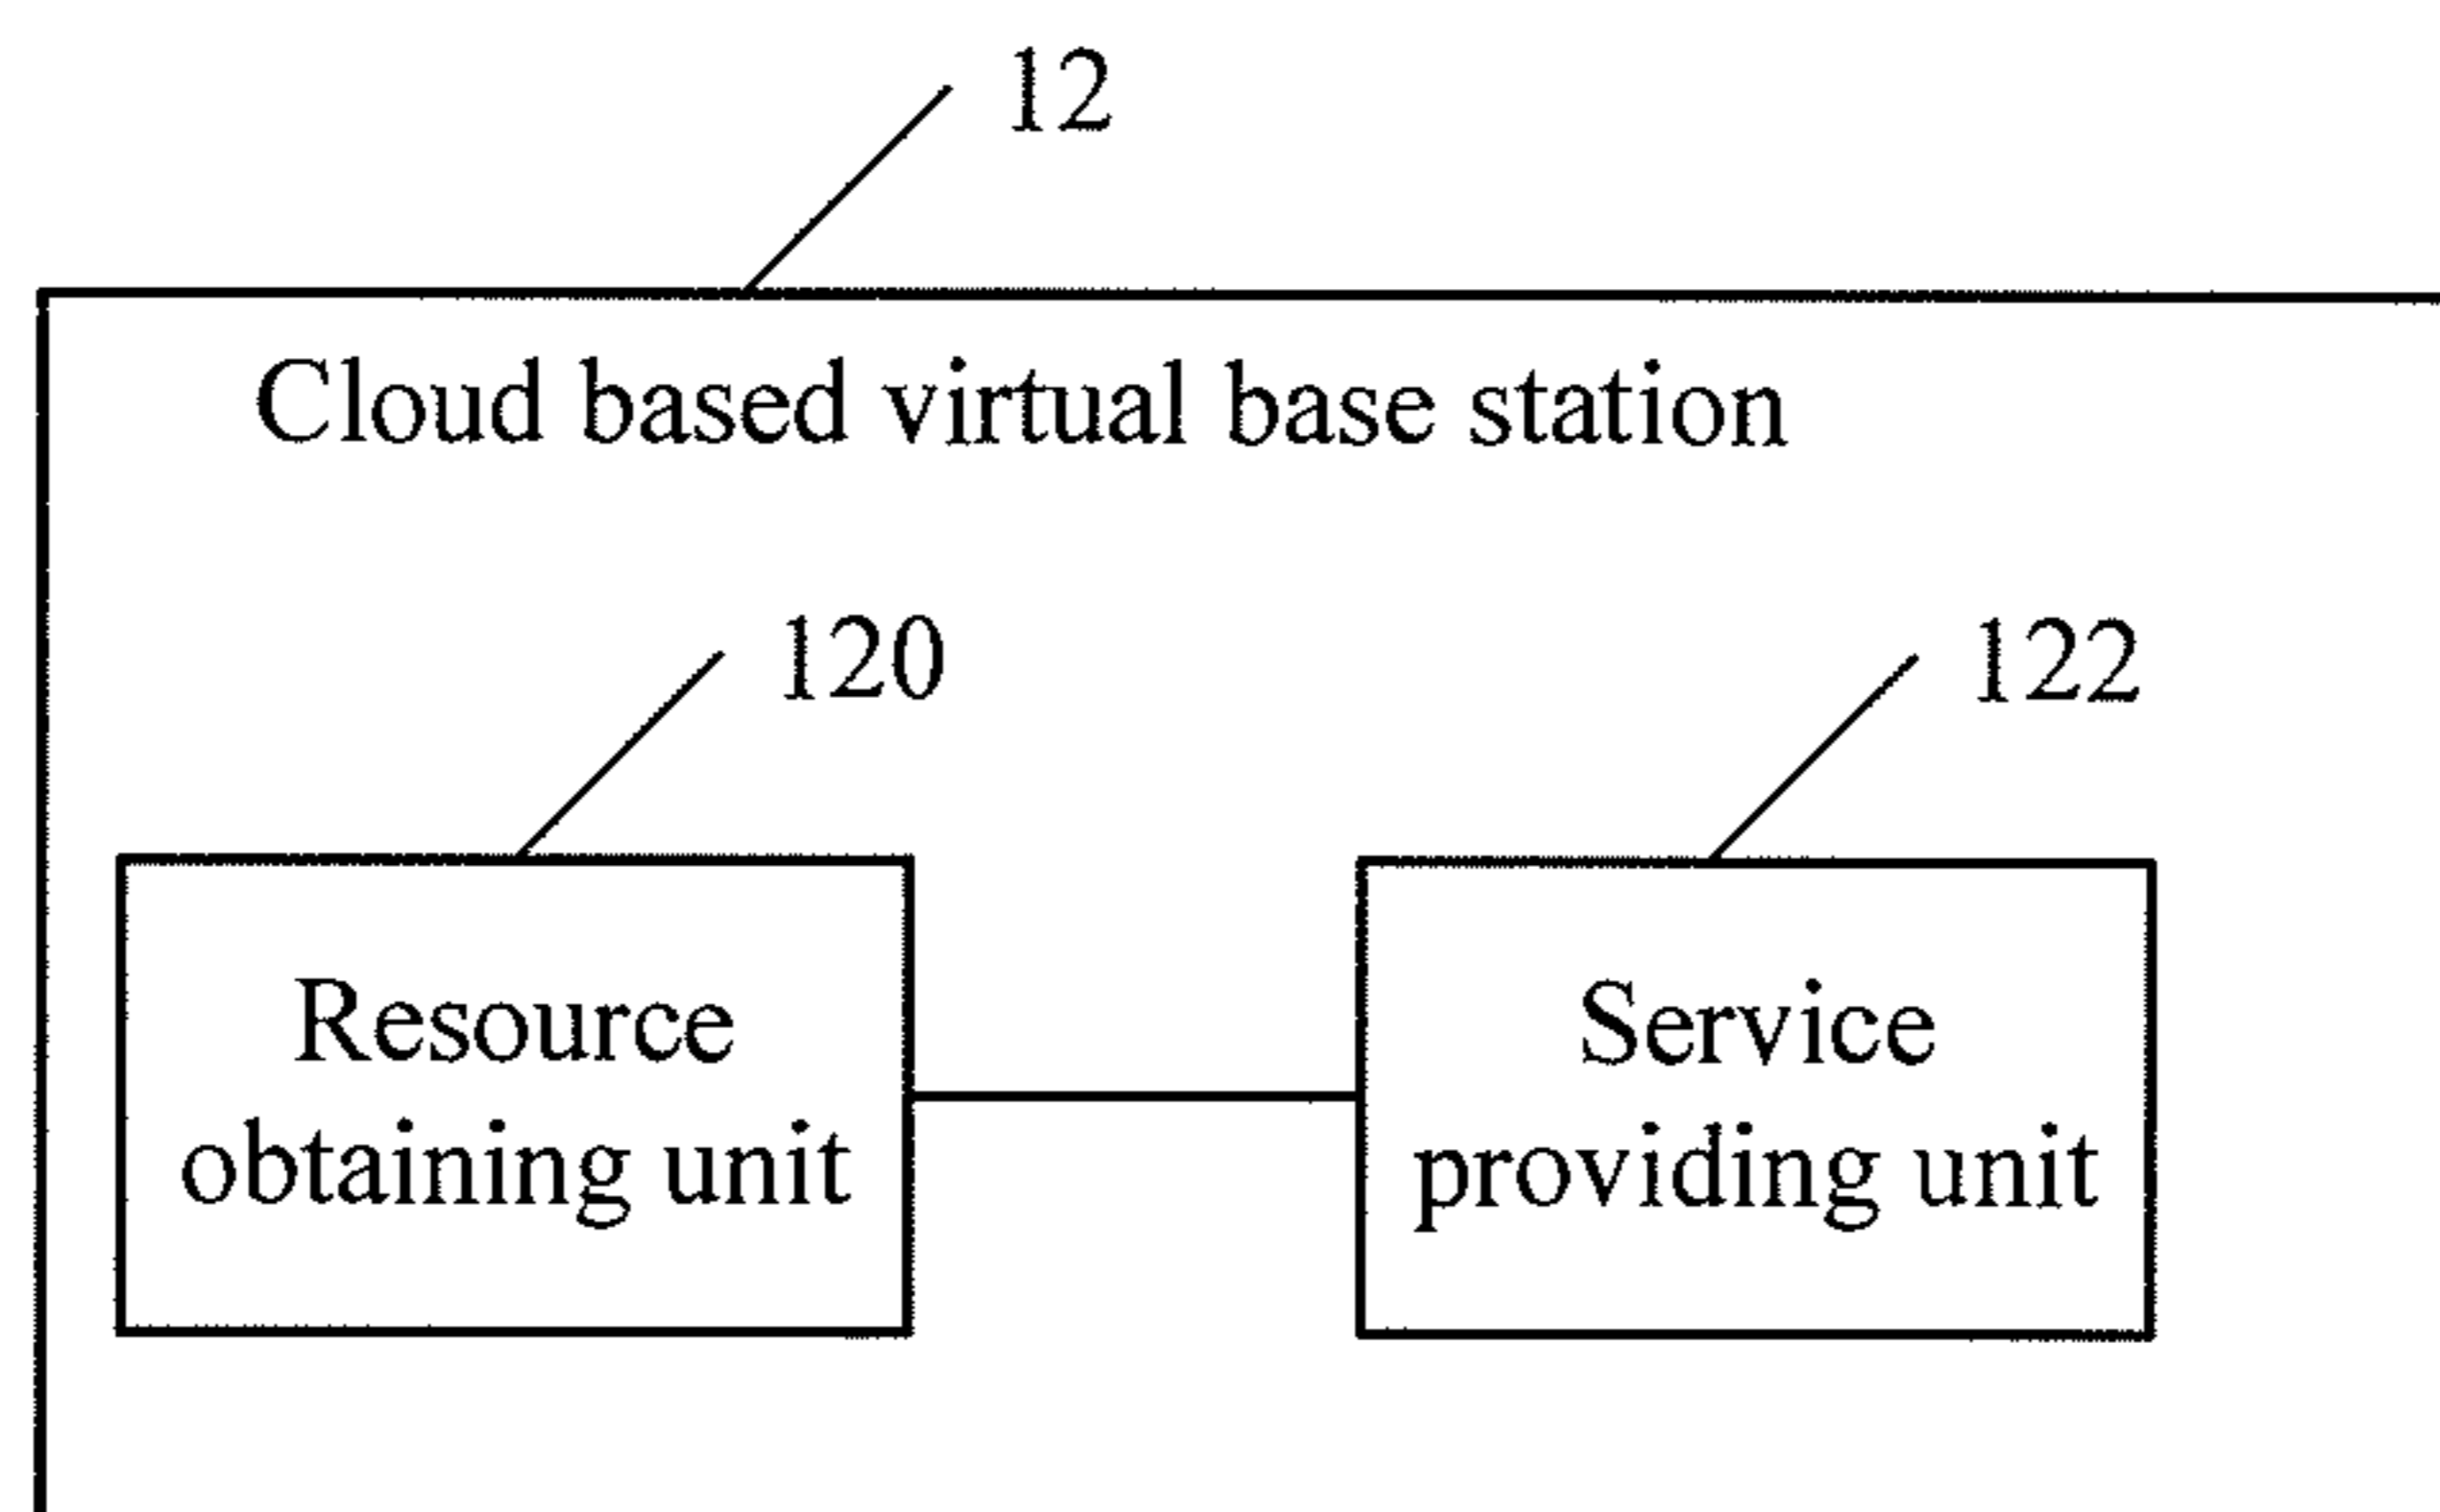 12
Cloud based virtual base station
120
122
Resource
obtaining unit
Service
providing unit